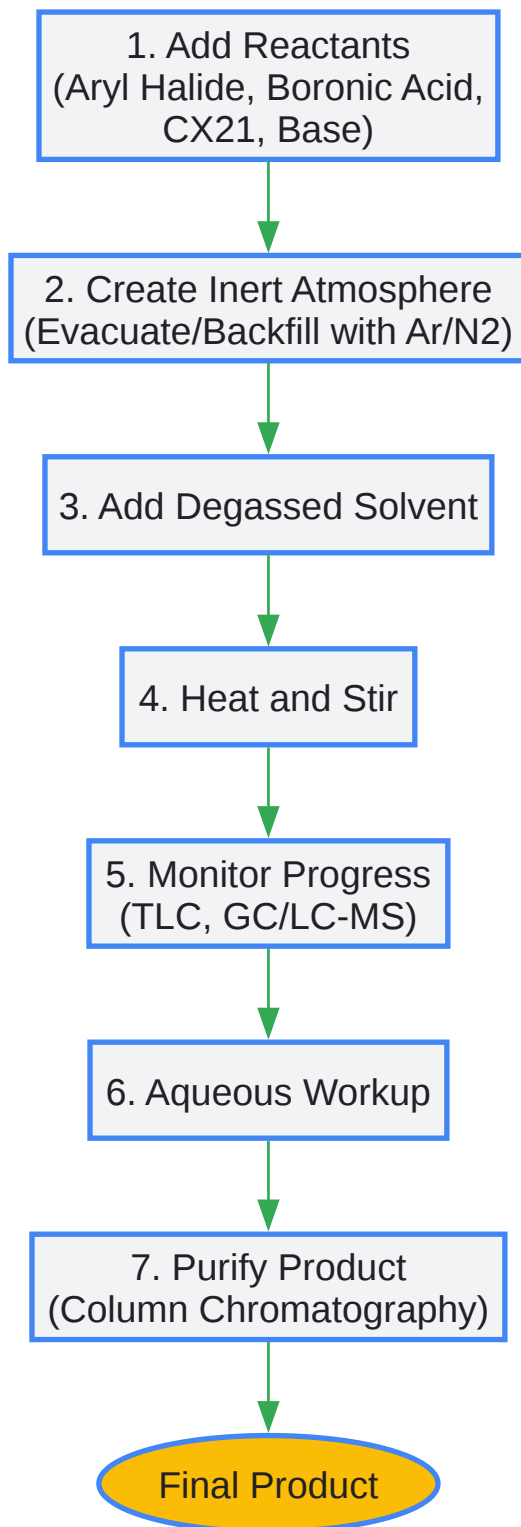 1. Add Reactants
(Aryl Halide, Boronic Acid,
CX21, Base)
2. Create Inert Atmosphere
(Evacuate/Backfill with Ar/N2)
3. Add Degassed Solvent
4. Heat and Stir
5. Monitor Progress
(TLC, GC/LC-MS)
6. Aqueous Workup
7. Purify Product
(Column Chromatography)
Final Product